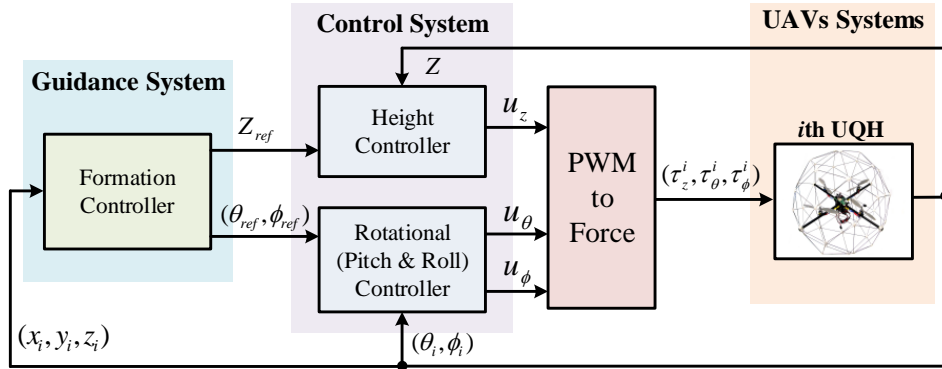 Control System
UAVs Systems
Guidance System
Z
Z_ref
Height
Controller
u_z
ith UQH
Formation
Controller
PWM
to
Force
(τ_z^i, τ_θ^i, τ_φ^i)
(θ_ref, φ_ref)
Rotational
(Pitch & Roll)
Controller
u_θ
u_φ
(x_i, y_i, z_i)
(θ_i, φ_i)